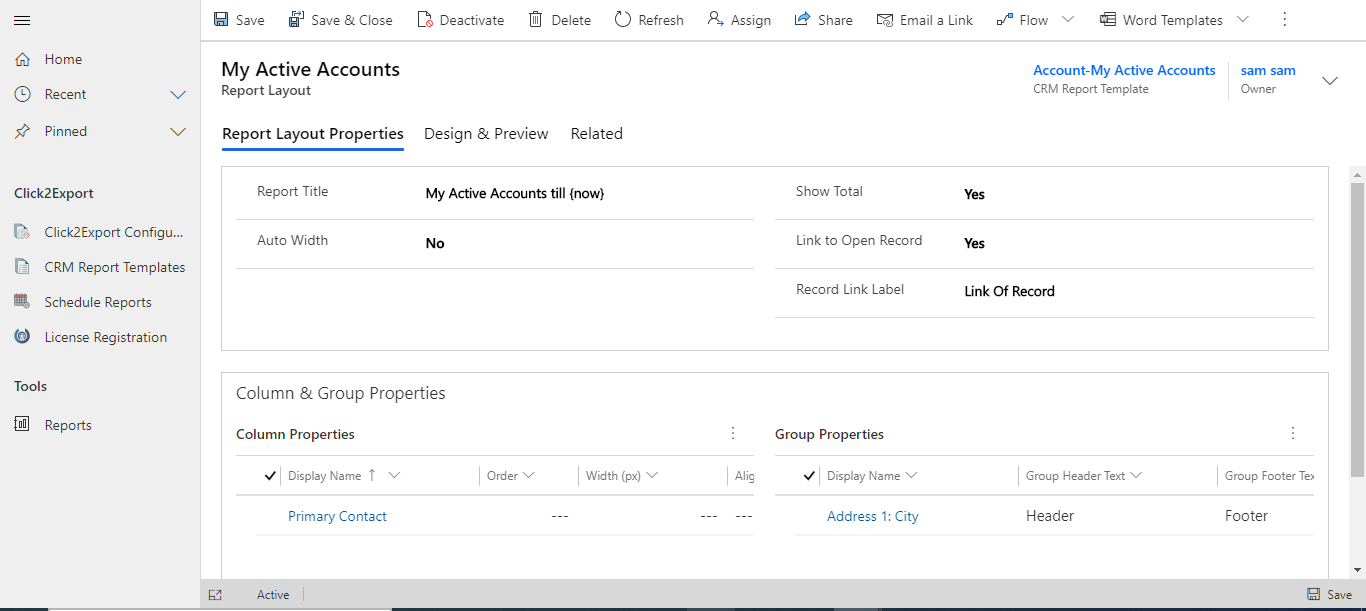 Save Save & Close Deactivate Delete Refresh Assign Share Email a Link Flow Word Templates
Home
Recent
Pinned
Click2Export
Click2Export Configu...
CRM Report Templates
Schedule Reports
License Registration
Tools
Reports
My Active Accounts
Report Layout
Account-My Active Accounts
CRM Report Template
sam sam
Owner
Report Layout Properties Design & Preview Related
Report Title My Active Accounts till {now}
Auto Width No
Show Total Yes
Link to Open Record Yes
Record Link Label Link Of Record
Column & Group Properties
Column Properties
Display Name Order Width (px) Alig
Primary Contact --- --- ---
Group Properties
Display Name Group Header Text Group Footer Tex
Address 1: City Header Footer
Active Save